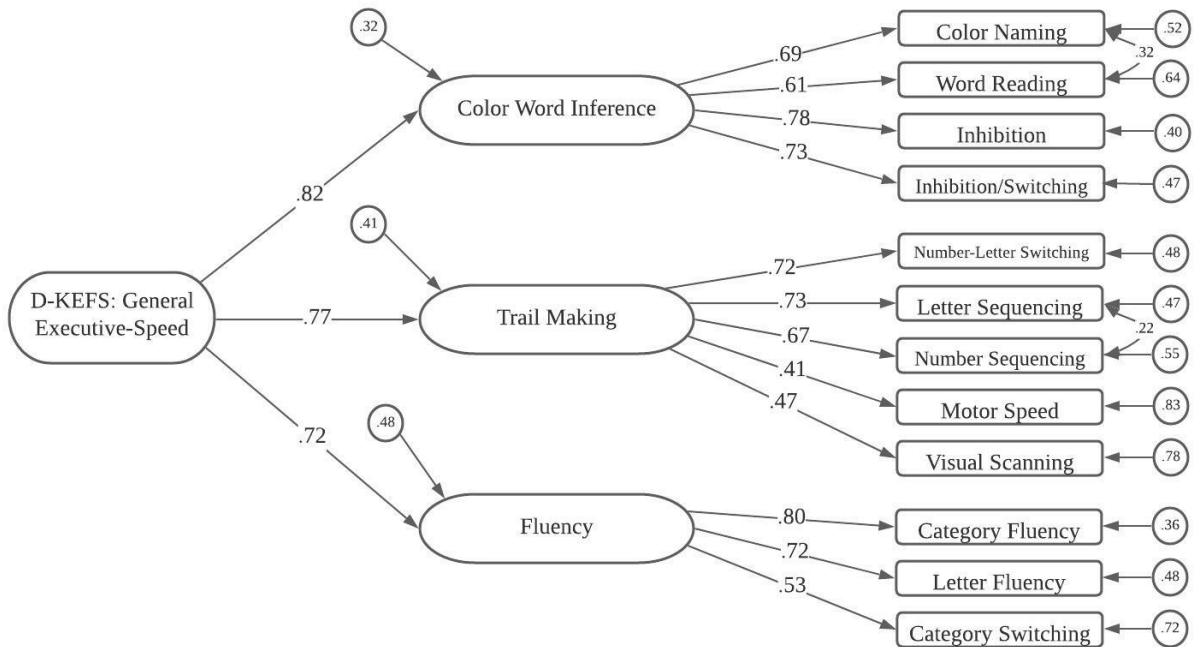 .32
Color Naming
.52
.69
.32
Word Reading
.64
.61
Color Word Inference
.78
Inhibition
.40
.73
Inhibition/Switching
.47
.82
.41
Number-Letter Switching
.48
.72
D-KEFS: General
Executive-Speed
.77
Trail Making
.73
Letter Sequencing
.47
.22
.67
Number Sequencing
.55
.41
Motor Speed
.83
.47
Visual Scanning
.78
.72
.48
Fluency
.80
Category Fluency
.36
.72
Letter Fluency
.48
.53
Category Switching
.72